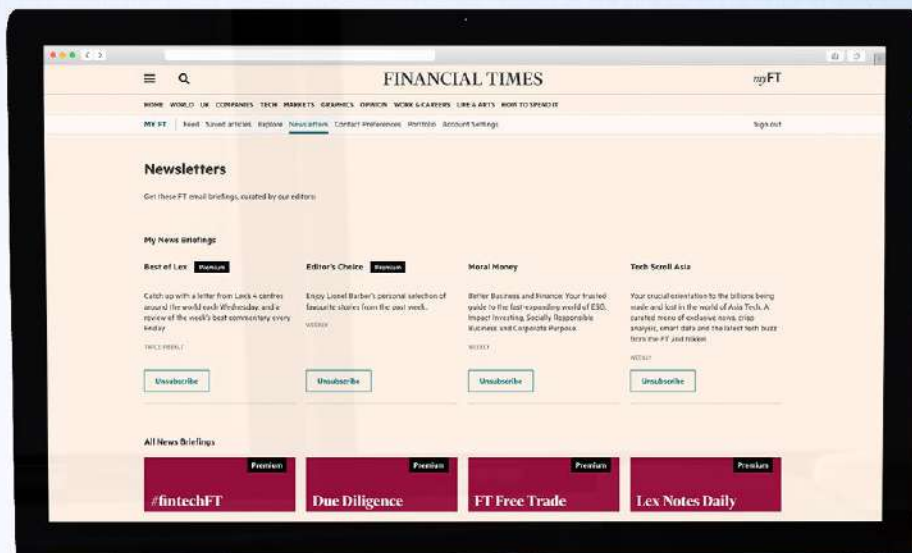 FINANCIAL TIMES
myFT
HOME WORLD UK COMPANIES TECH MARKETS GRAPHICS OPINION WORK & CAREERS LIFE & ARTS HOW TO SPEND IT
MY FT Feed Saved articles Explore Newsletters Contact Preferences Portfolio Account Settings Sign out
Newsletters
Get these FT email briefings, curated by our editors
My News Briefings
Best of Lex Premium
Catch up with a letter from Lex's 4 centres
around the world each Wednesday, and a
review of the week's best commentary every
Friday
TWICE WEEKLY
Unsubscribe
Editor's Choice Premium
Enjoy Lionel Barber's personal selection of
favourite stories from the past week.
WEEKLY
Unsubscribe
Moral Money
Better Business and Finance: Your trusted
guide to the fast-expanding world of ESG,
Impact Investing, Socially Responsible
Business and Corporate Purpose.
WEEKLY
Unsubscribe
Tech Scroll Asia
Your crucial orientation to the billions being
made and lost in the world of Asia Tech. A
curated menu of exclusive news, crisp
analysis, smart data and the latest tech buzz
from the FT and Nikkei
WEEKLY
Unsubscribe
All News Briefings
Premium
#fintechFT
Premium
Due Diligence
Premium
FT Free Trade
Premium
Lex Notes Daily